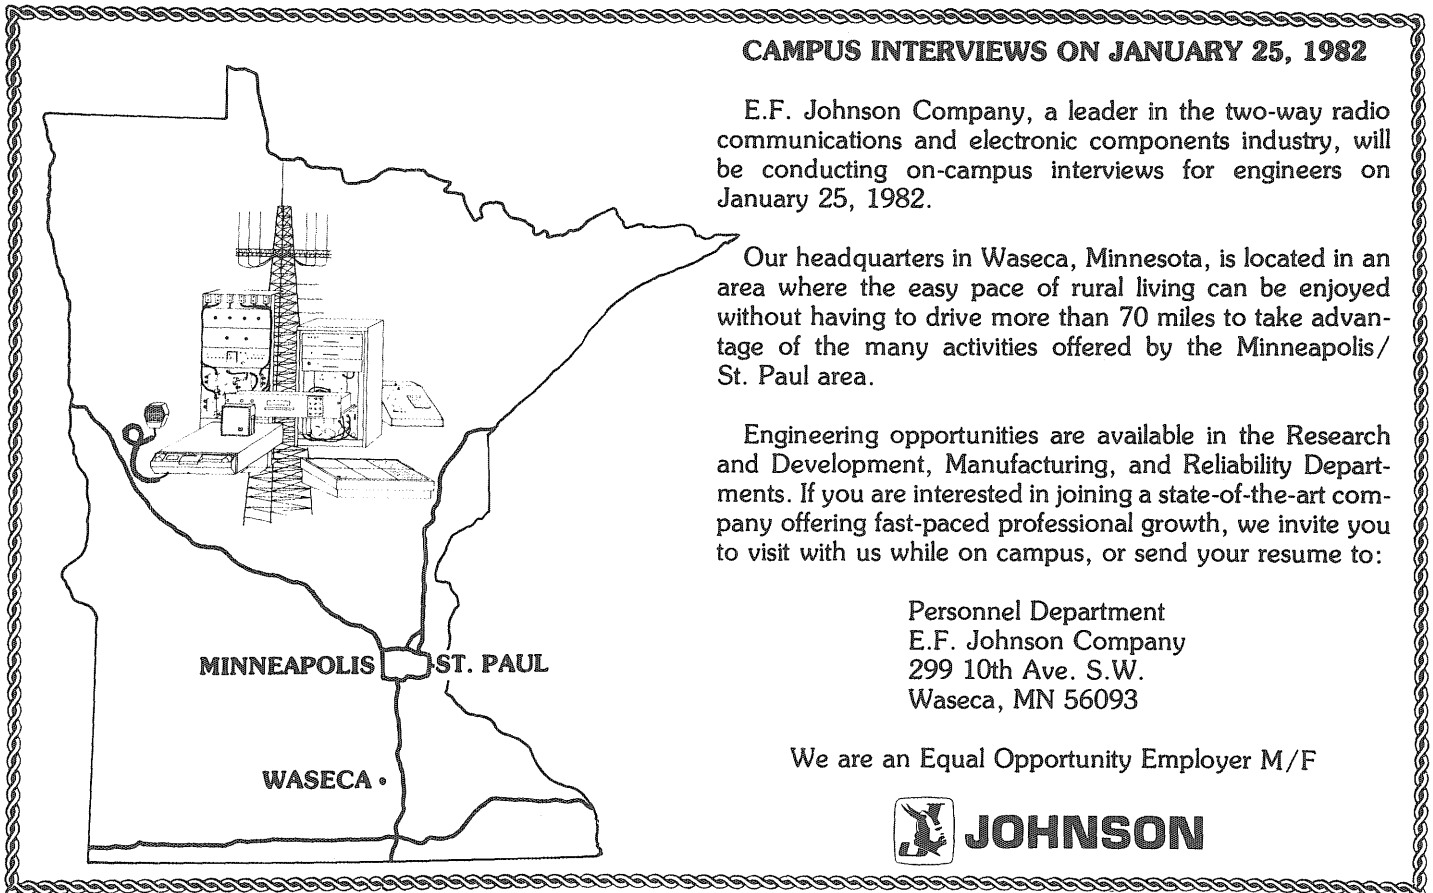 CAMPUS INTERVIEWS ON JANUARY 25, 1982
E.F. Johnson Company, a leader in the two-way radio
communications and electronic components industry, will
be conducting on-campus interviews for engineers on
January 25, 1982.
Our headquarters in Waseca, Minnesota, is located in an
area where the easy pace of rural living can be enjoyed
without having to drive more than 70 miles to take advan-
tage of the many activities offered by the Minneapolis/
St. Paul area.
Engineering opportunities are available in the Research
and Development, Manufacturing, and Reliability Depart-
ments. If you are interested in joining a state-of-the-art com-
pany offering fast-paced professional growth, we invite you
to visit with us while on campus, or send your resume to:
Personnel Department
E.F. Johnson Company
299 10th Ave. S.W.
Waseca, MN 56093
We are an Equal Opportunity Employer M/F
JOHNSON
MINNEAPOLIS
ST. PAUL
WASECA